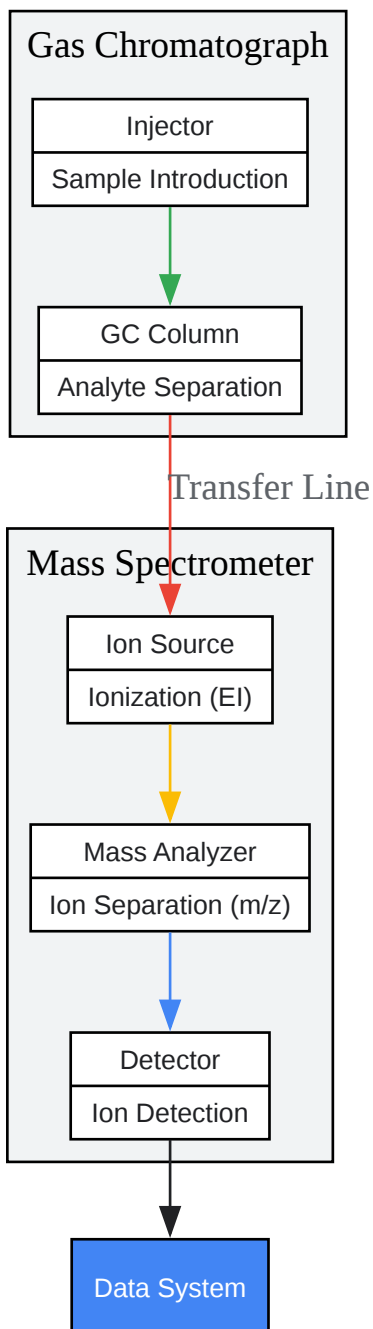 Gas Chromatograph
Injector
Sample Introduction
GC Column
Analyte Separation
Transfer Line
Mass Spectrometer
Ion Source
Ionization (EI)
Mass Analyzer
Ion Separation (m/z)
Detector
Ion Detection
Data System